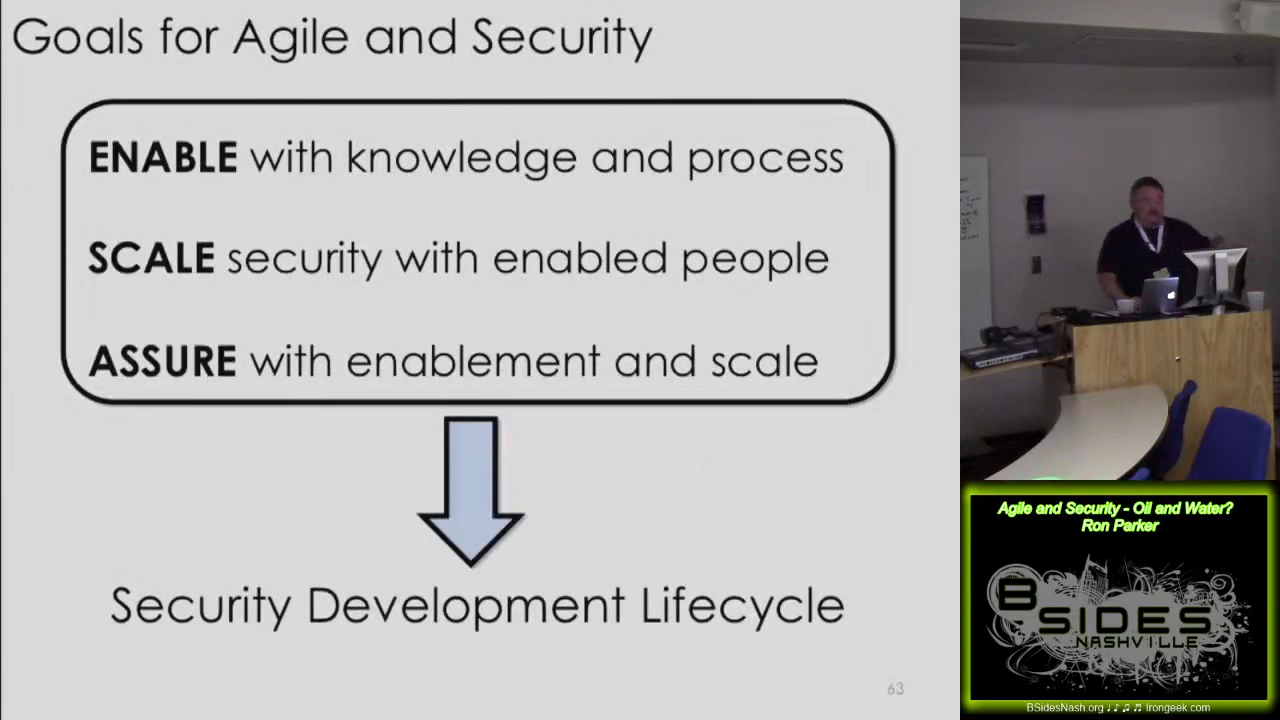 Goals for Agile and Security
ENABLE with knowledge and process
SCALE security with enabled people
ASSURE with enablement and scale
Security Development Lifecycle
63
Agile and Security - Oil and Water?
Ron Parker
BSIDES
NASHVILLE
BSidesNash.org ♩♪♫♬ Irongeek.com